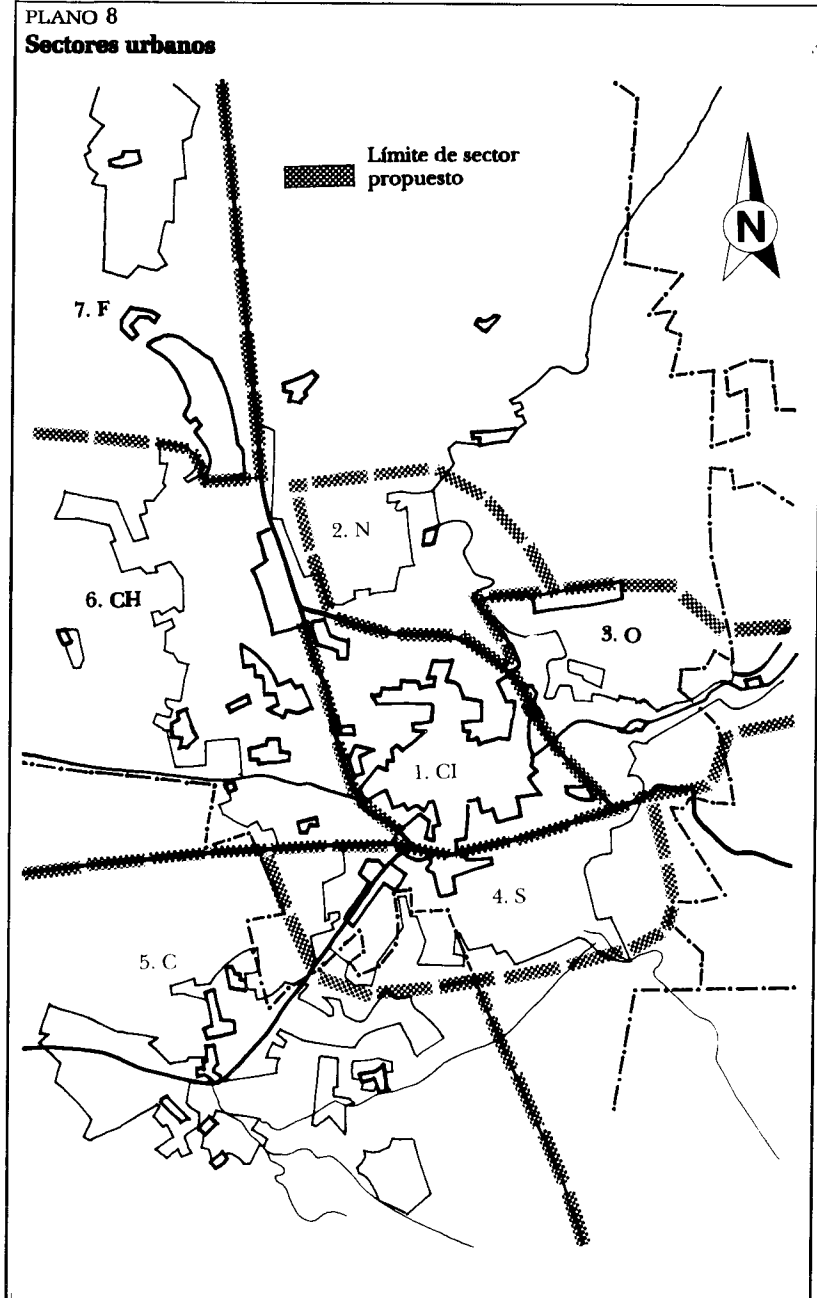 PLANO 8
Sectores urbanos
Límite de sector
propuesto
N
7. F
2. N
6. CH
3. O
1. CI
4. S
5. C